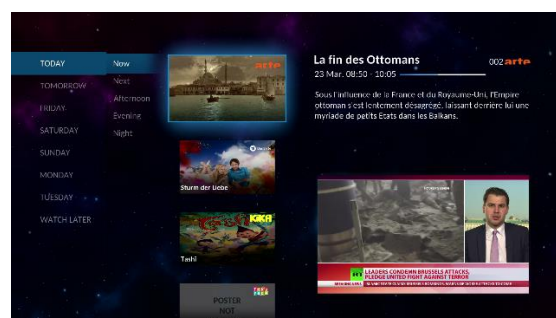 TODAY
TOMORROW
FRIDAY
SATURDAY
SUNDAY
MONDAY
TUESDAY
WATCH LATER
Now
Next
Afternoon
Evening
Night
arte
Sturm der Liebe
KiKA
Tashi
POSTER
NOT
La fin des Ottomans
002 arte
23 Mar. 08:50 - 10:05
Sous l'influence de la France et du Royaume-Uni, l'Empire
ottoman s'est lentement désagrégé, laissant derrière lui une
myriade de petits Etats dans les Balkans.
RT
LEADERS CONDEMN BRUSSELS ATTACKS,
PLEDGE UNITED FIGHT AGAINST TERROR